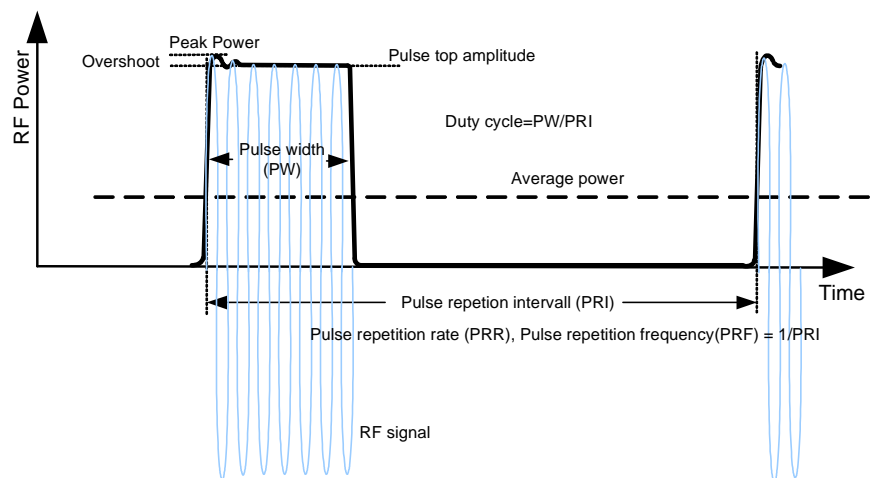 Peak Power
Overshoot
Pulse top amplitude
RF Power
Duty cycle=PW/PRI
Pulse width
(PW)
Average power
Pulse repetion intervall (PRI)
Time
Pulse repetition rate (PRR), Pulse repetition frequency(PRF) = 1/PRI
RF signal